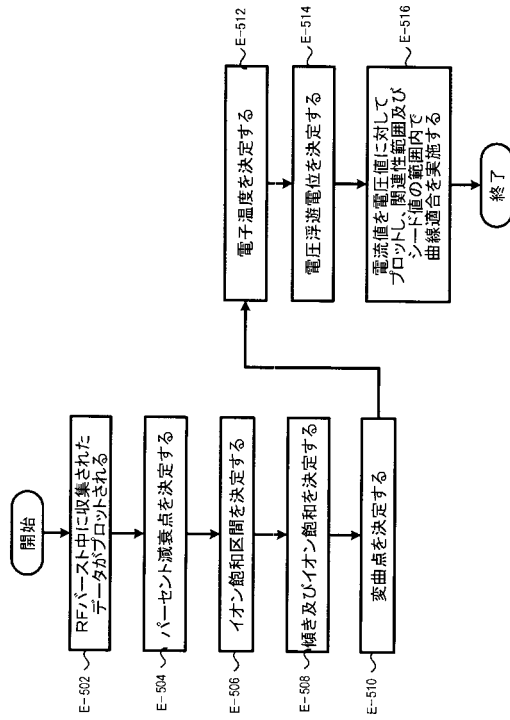 開始
E-502
RFバースト中に収集された
データがプロットされる
E-504
パーセント減衰点を決定する
E-506
イオン飽和区間を決定する
E-508
傾き及びイオン飽和を決定する
E-510
変曲点を決定する
E-512
電子温度を決定する
E-514
電圧浮遊電位を決定する
E-516
電流値を電圧値に対して
プロットし、関連性範囲及び
シード値の範囲内で
曲線適合を実施する
終了